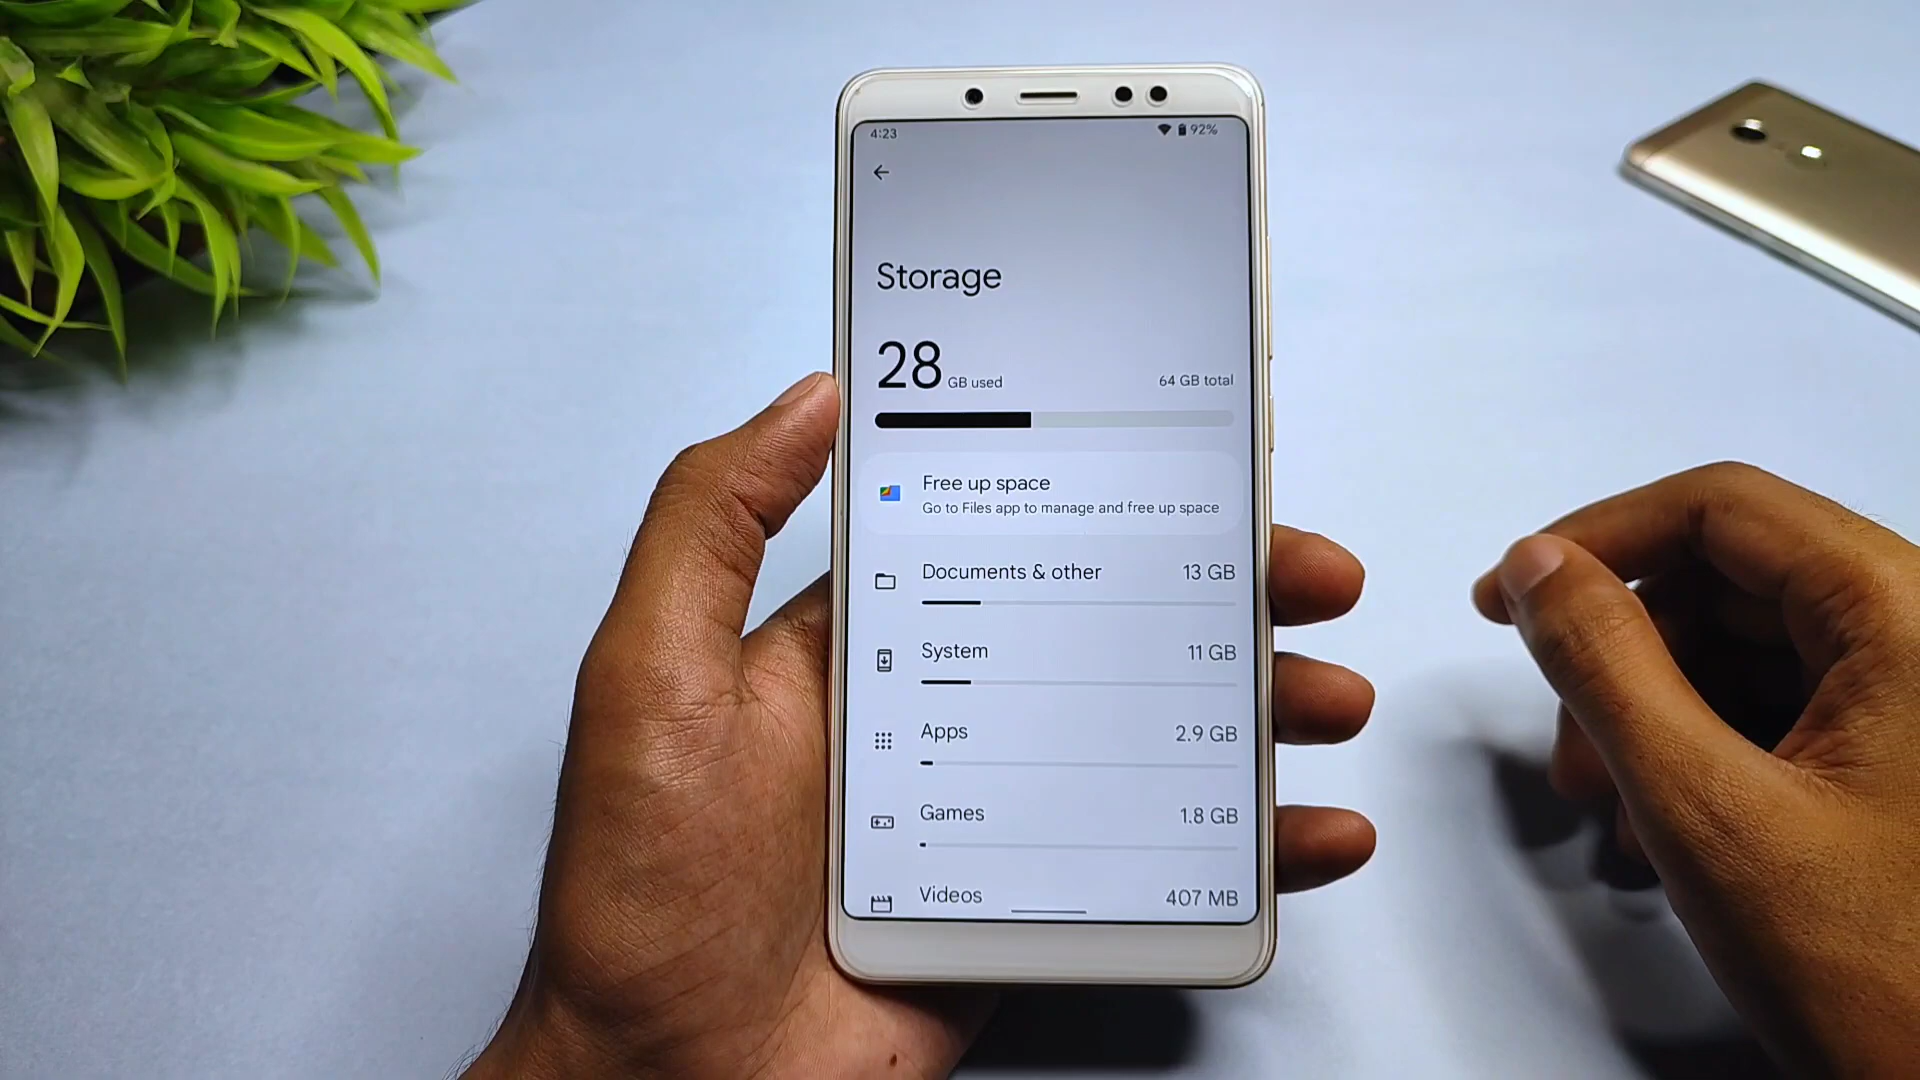 4:23 92%
Storage
28 GB used 64 GB total
Free up space
Go to Files app to manage and free up space
Documents & other 13 GB
System 11 GB
Apps 2.9 GB
Games 1.8 GB
Videos 407 MB